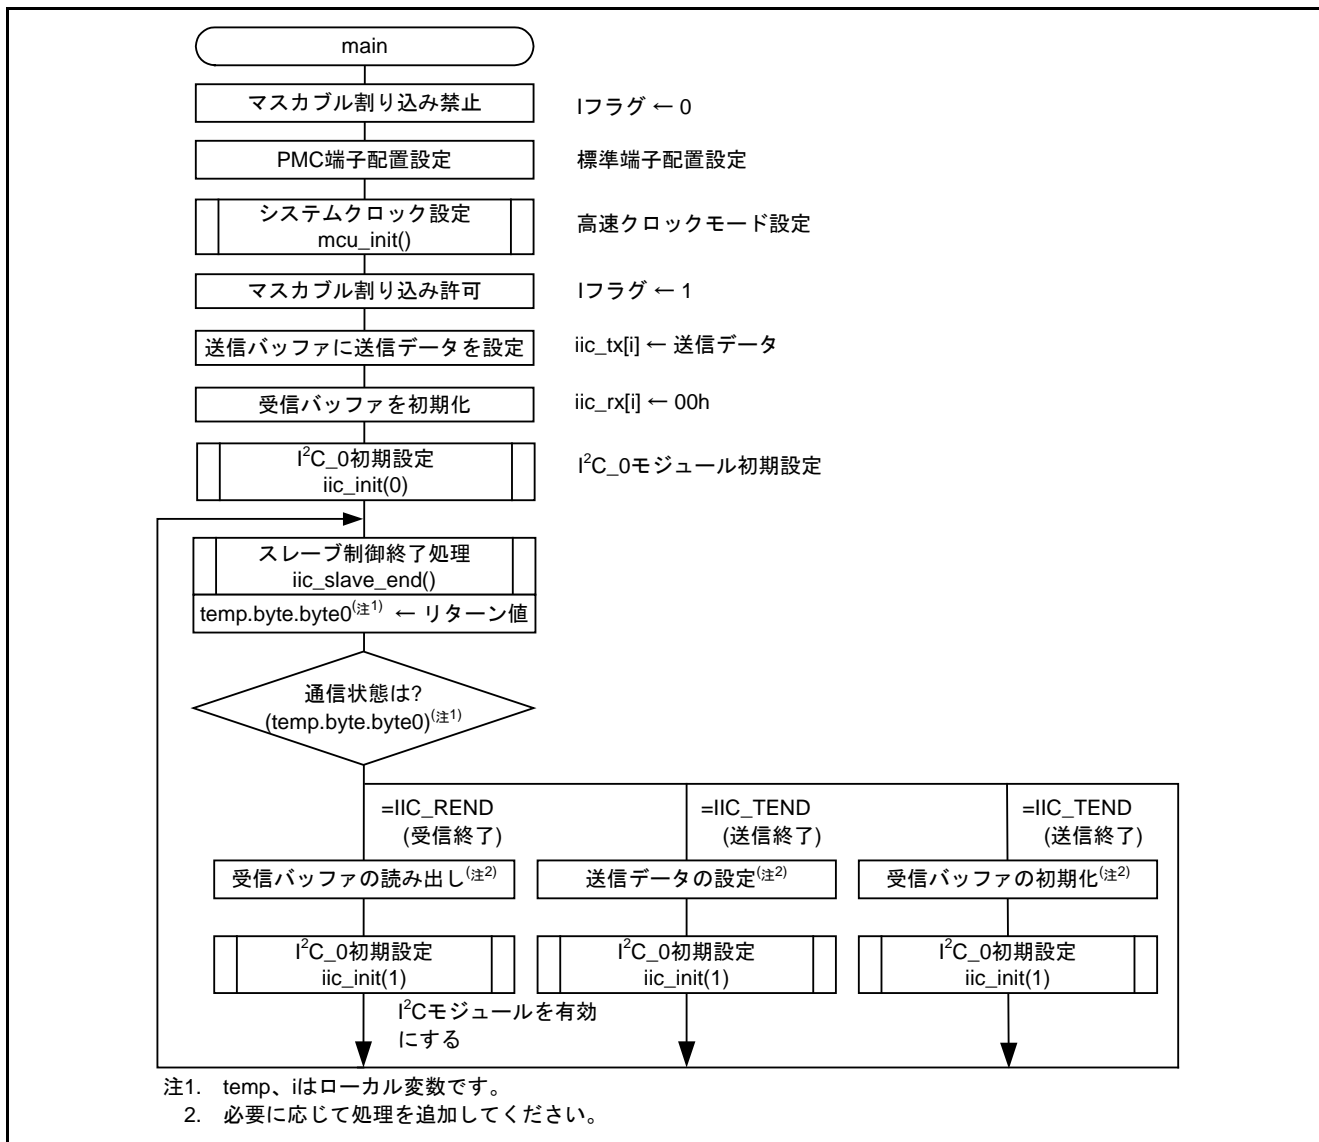 main
マスカブル割り込み禁止
Iフラグ ← 0
PMC端子配置設定
標準端子配置設定
システムクロック設定
mcu_init()
高速クロックモード設定
マスカブル割り込み許可
Iフラグ ← 1
送信バッファに送信データを設定
iic_tx[i] ← 送信データ
受信バッファを初期化
iic_rx[i] ← 00h
I²C_0初期設定
iic_init(0)
I²C_0モジュール初期設定
スレーブ制御終了処理
iic_slave_end()
temp.byte.byte0(注1) ← リターン値
通信状態は?
(temp.byte.byte0)(注1)
=IIC_REND
(受信終了)
=IIC_TEND
(送信終了)
=IIC_TEND
(送信終了)
受信バッファの読み出し(注2)
送信データの設定(注2)
受信バッファの初期化(注2)
I²C_0初期設定
iic_init(1)
I²C_0初期設定
iic_init(1)
I²C_0初期設定
iic_init(1)
I²Cモジュールを有効
にする
注1. temp、iはローカル変数です。
2. 必要に応じて処理を追加してください。